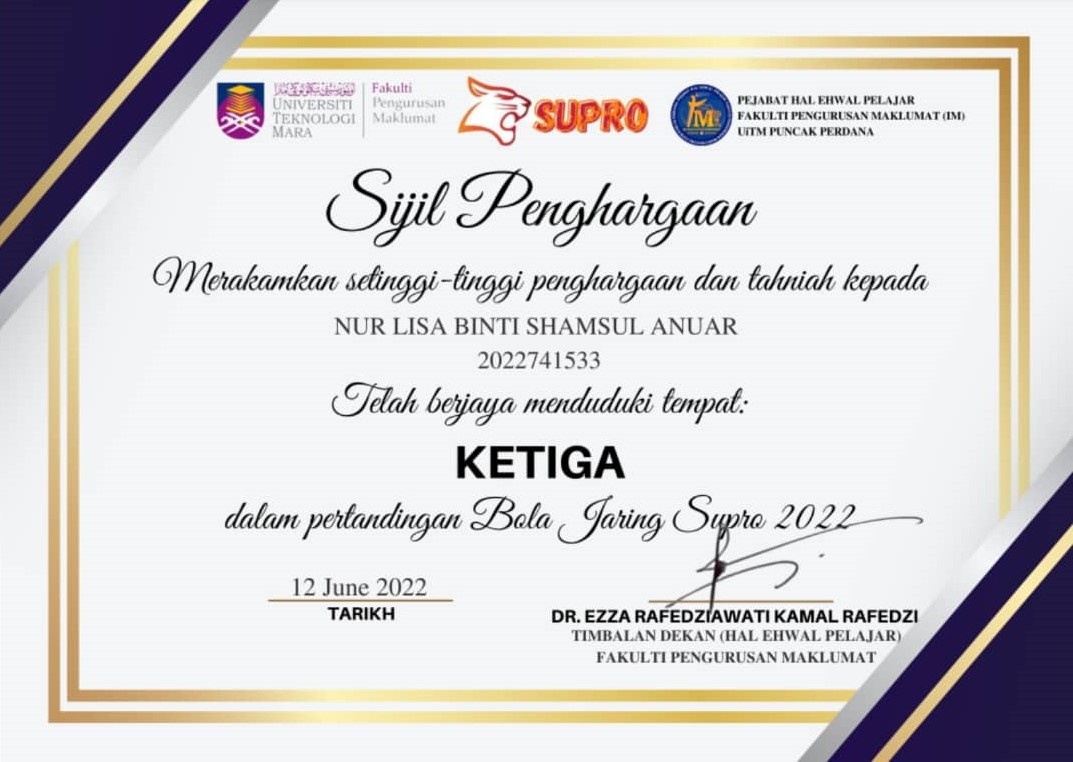 UNIVERSITI
TEKNOLOGI
MARA
Fakulti
Pengurusan
Maklumat
SUPRO
IM
PEJABAT HAL EHWAL PELAJAR
FAKULTI PENGURUSAN MAKLUMAT (IM)
UiTM PUNCAK PERDANA
Sijil Penghargaan
Merakamkan setinggi-tinggi penghargaan dan tahniah kepada
NUR LISA BINTI SHAMSUL ANUAR
2022741533
Telah berjaya menduduki tempat:
KETIGA
dalam pertandingan Bola Jaring Supro 2022
12 June 2022
TARIKH
DR. EZZA RAFEDZIAWATI KAMAL RAFEDZI
TIMBALAN DEKAN (HAL EHWAL PELAJAR)
FAKULTI PENGURUSAN MAKLUMAT